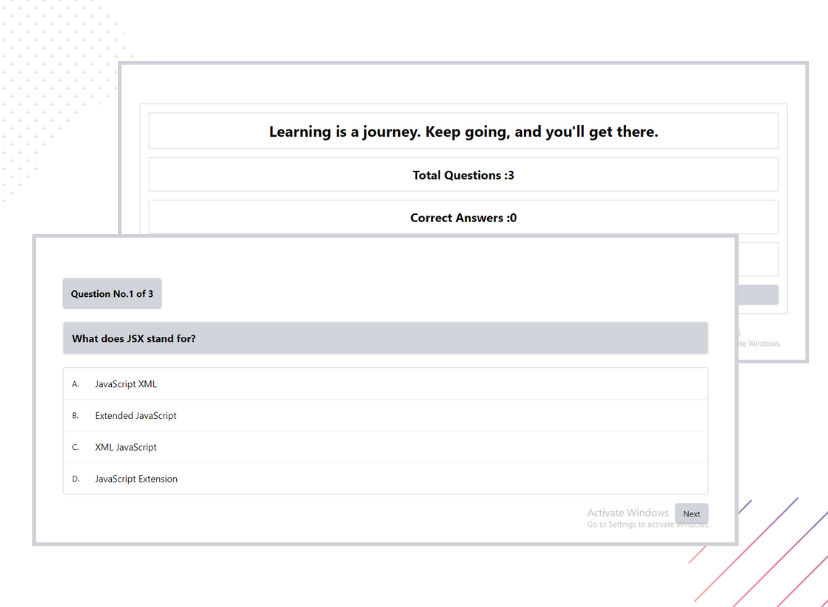 Learning is a journey. Keep going, and you'll get there.
Total Questions :3
Correct Answers :0
Windows.
Question No.1 of 3
What does JSX stand for?
A. JavaScript XML
B. Extended JavaScript
C. XML JavaScript
D. JavaScript Extension
Activate Windows
Next
Go to Settings to activate Windows.